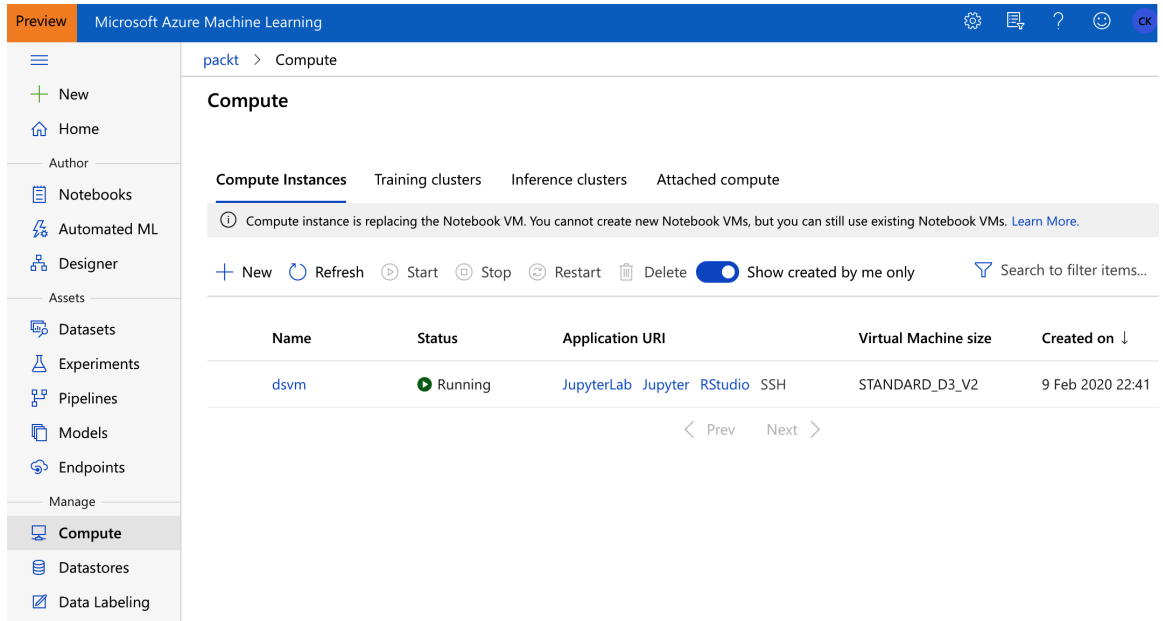 Preview Microsoft Azure Machine Learning CK
packt > Compute
New
Home
Author
Notebooks
Automated ML
Designer
Assets
Datasets
Experiments
Pipelines
Models
Endpoints
Manage
Compute
Datastores
Data Labeling
Compute
Compute Instances Training clusters Inference clusters Attached compute
Compute instance is replacing the Notebook VM. You cannot create new Notebook VMs, but you can still use existing Notebook VMs. Learn More.
New Refresh Start Stop Restart Delete Show created by me only Search to filter items...
Name Status Application URI Virtual Machine size Created on ↓
dsvm Running JupyterLab Jupyter RStudio SSH STANDARD_D3_V2 9 Feb 2020 22:41
< Prev Next >